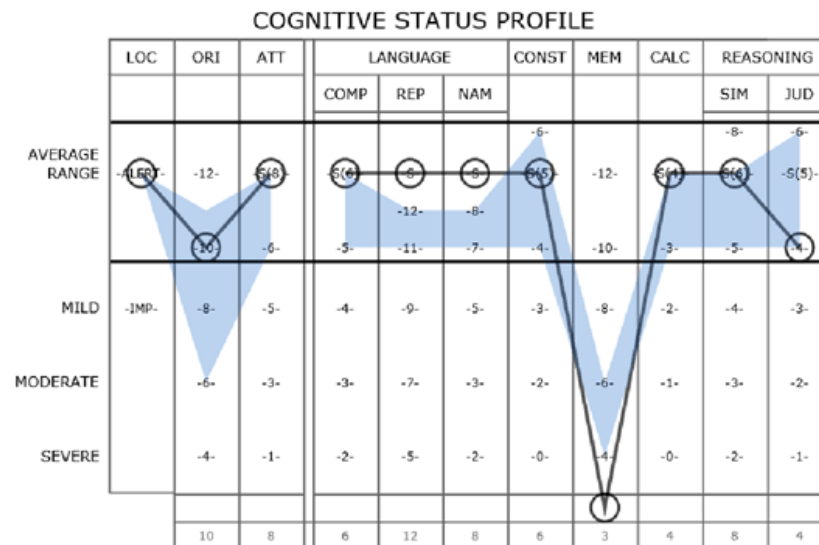 COGNITIVE STATUS PROFILE
LOC ORI ATT LANGUAGE CONST MEM CALC REASONING
COMP REP NAM SIM JUD
-6- -8- -6-
AVERAGE RANGE -ALERT- -12- -S(8)- -S(6)- -S- -S- -S(5)- -12- -S(4)- -S(6)- -S(5)-
-12- -8-
-10- -6- -5- -11- -7- -4- -10- -3- -5- -4-
MILD -IMP- -8- -5- -4- -9- -5- -3- -8- -2- -4- -3-
MODERATE -6- -3- -3- -7- -3- -2- -6- -1- -3- -2-
SEVERE -4- -1- -2- -5- -2- -0- -4- -0- -2- -1-
10 8 6 12 8 6 3 4 8 4